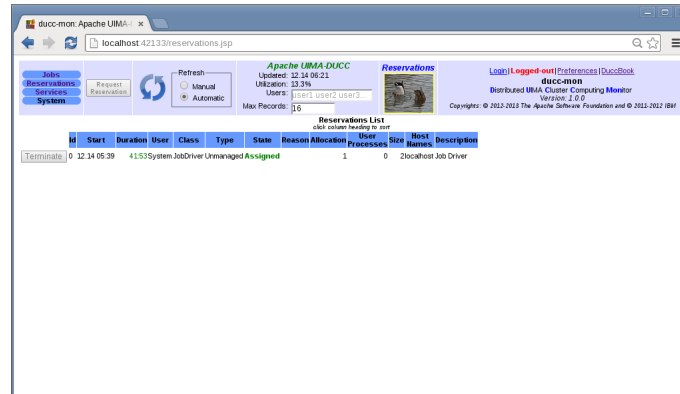 ducc-mon: Apache UIMA-
localhost:42133/reservations.jsp
Jobs
Reservations
Services
System
Request
Reservation
Refresh
Manual
Automatic
Apache UIMA-DUCC
Updated: 12.14 06:21
Utilization: 13.3%
Users: user1 user2 user3...
Max Records: 16
Reservations
Login|Logged-out|Preferences|DuccBook
ducc-mon
Distributed UIMA Cluster Computing Monitor
Version: 1.0.0
Copyrights: © 2012-2013 The Apache Software Foundation and © 2011-2012 IBM
Reservations List
click column heading to sort
Id Start Duration User Class Type State Reason Allocation User Processes Size Host Names Description
Terminate 0 12.14 05:39 41:53 System JobDriver Unmanaged Assigned 1 0 2 localhost Job Driver